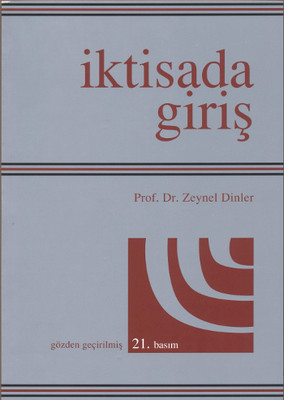 iktisada
giriş
Prof. Dr. Zeynel Dinler
gözden geçirilmiş 21. basım